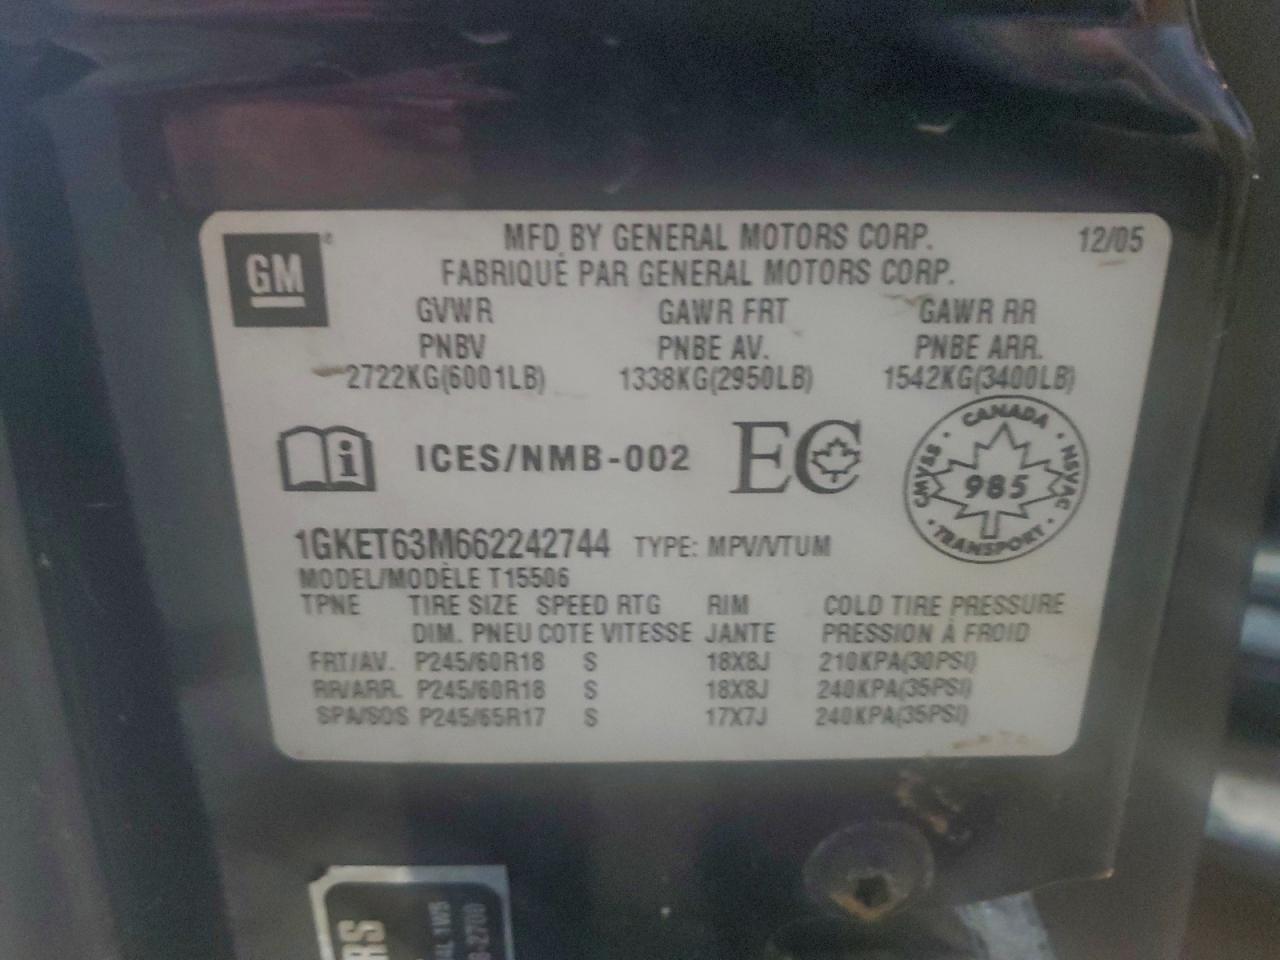 GM
MFD BY GENERAL MOTORS CORP. 12/05
FABRIQUÉ PAR GENERAL MOTORS CORP.
GVWR GAWR FRT GAWR RR
PNBV PNBE AV. PNBE ARR.
2722KG(6001LB) 1338KG(2950LB) 1542KG(3400LB)
i ICES/NMB-002 EC
CANADA
CMVSS 985 NSVAC
TRANSPORT
1GKET63M662242744 TYPE: MPV/VTUM
MODEL/MODÈLE T15506
TPNE TIRE SIZE SPEED RTG RIM COLD TIRE PRESSURE
DIM. PNEU COTE VITESSE JANTE PRESSION À FROID
FRT/AV. P245/60R18 S 18X8J 210KPA(30PSI)
RR/ARR. P245/60R18 S 18X8J 240KPA(35PSI)
SPA/SOS P245/65R17 S 17X7J 240KPA(35PSI)
RS
1W5
-2700